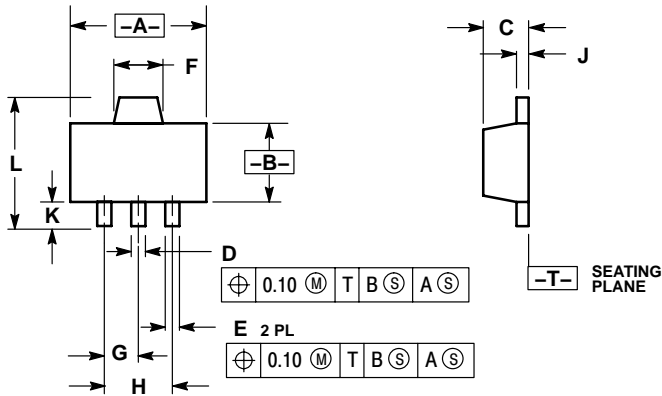 –A–
C
F
J
L
–B–
K
D
–T– SEATING PLANE
⌖ 0.10 Ⓜ T B Ⓢ A Ⓢ
E 2 PL
G
⌖ 0.10 Ⓜ T B Ⓢ A Ⓢ
H